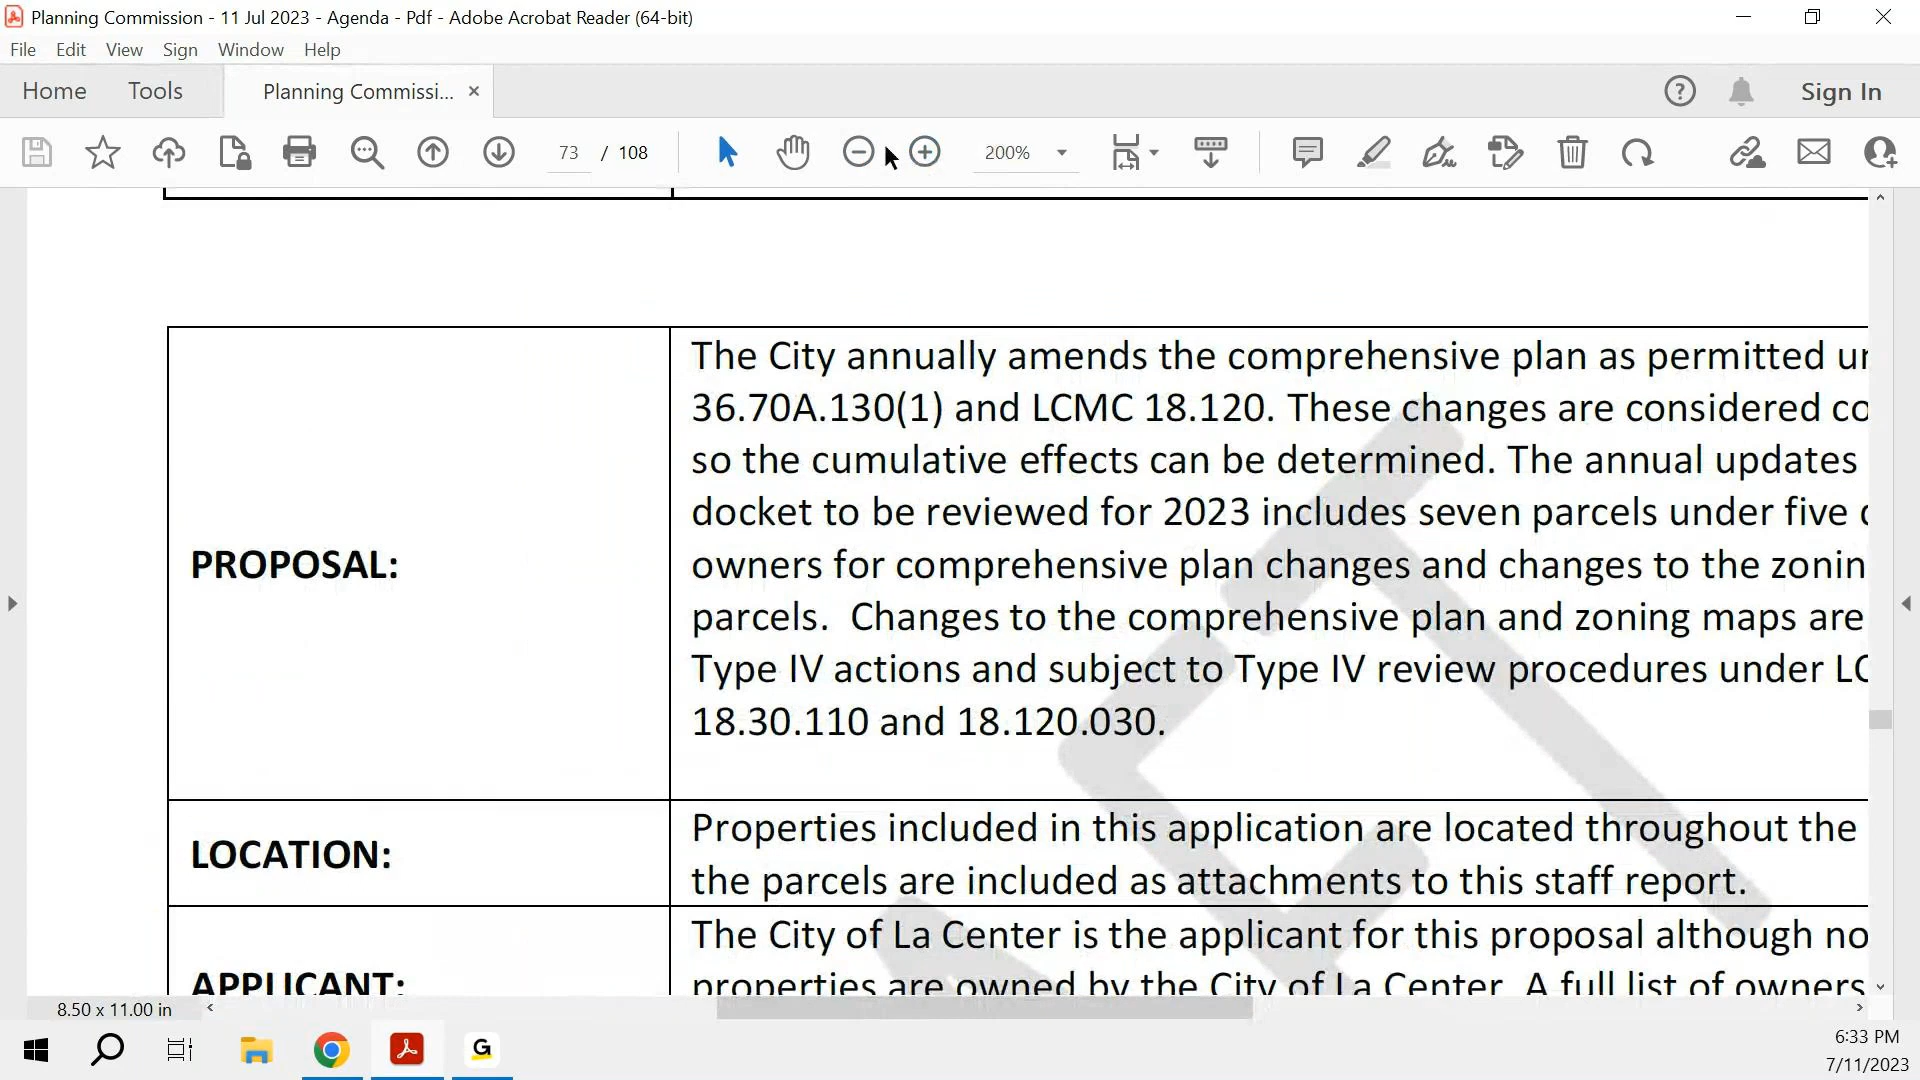 Planning Commission - 11 Jul 2023 - Agenda - Pdf - Adobe Acrobat Reader (64-bit)
File Edit View Sign Window Help
Home Tools Planning Commissi... × Sign In
73 / 108 200%
PROPOSAL:
The City annually amends the comprehensive plan as permitted
36.70A.130(1) and LCMC 18.120. These changes are considered
so the cumulative effects can be determined. The annual updates
docket to be reviewed for 2023 includes seven parcels under five
owners for comprehensive plan changes and changes to the
parcels. Changes to the comprehensive plan and zoning maps are
Type IV actions and subject to Type IV review procedures under
18.30.110 and 18.120.030.
LOCATION:
Properties included in this application are located throughout the
the parcels are included as attachments to this staff report.
APPLICANT:
The City of La Center is the applicant for this proposal although
properties are owned by the City of La Center. A full list of owners
8.50 x 11.00 in
6:33 PM
7/11/2023